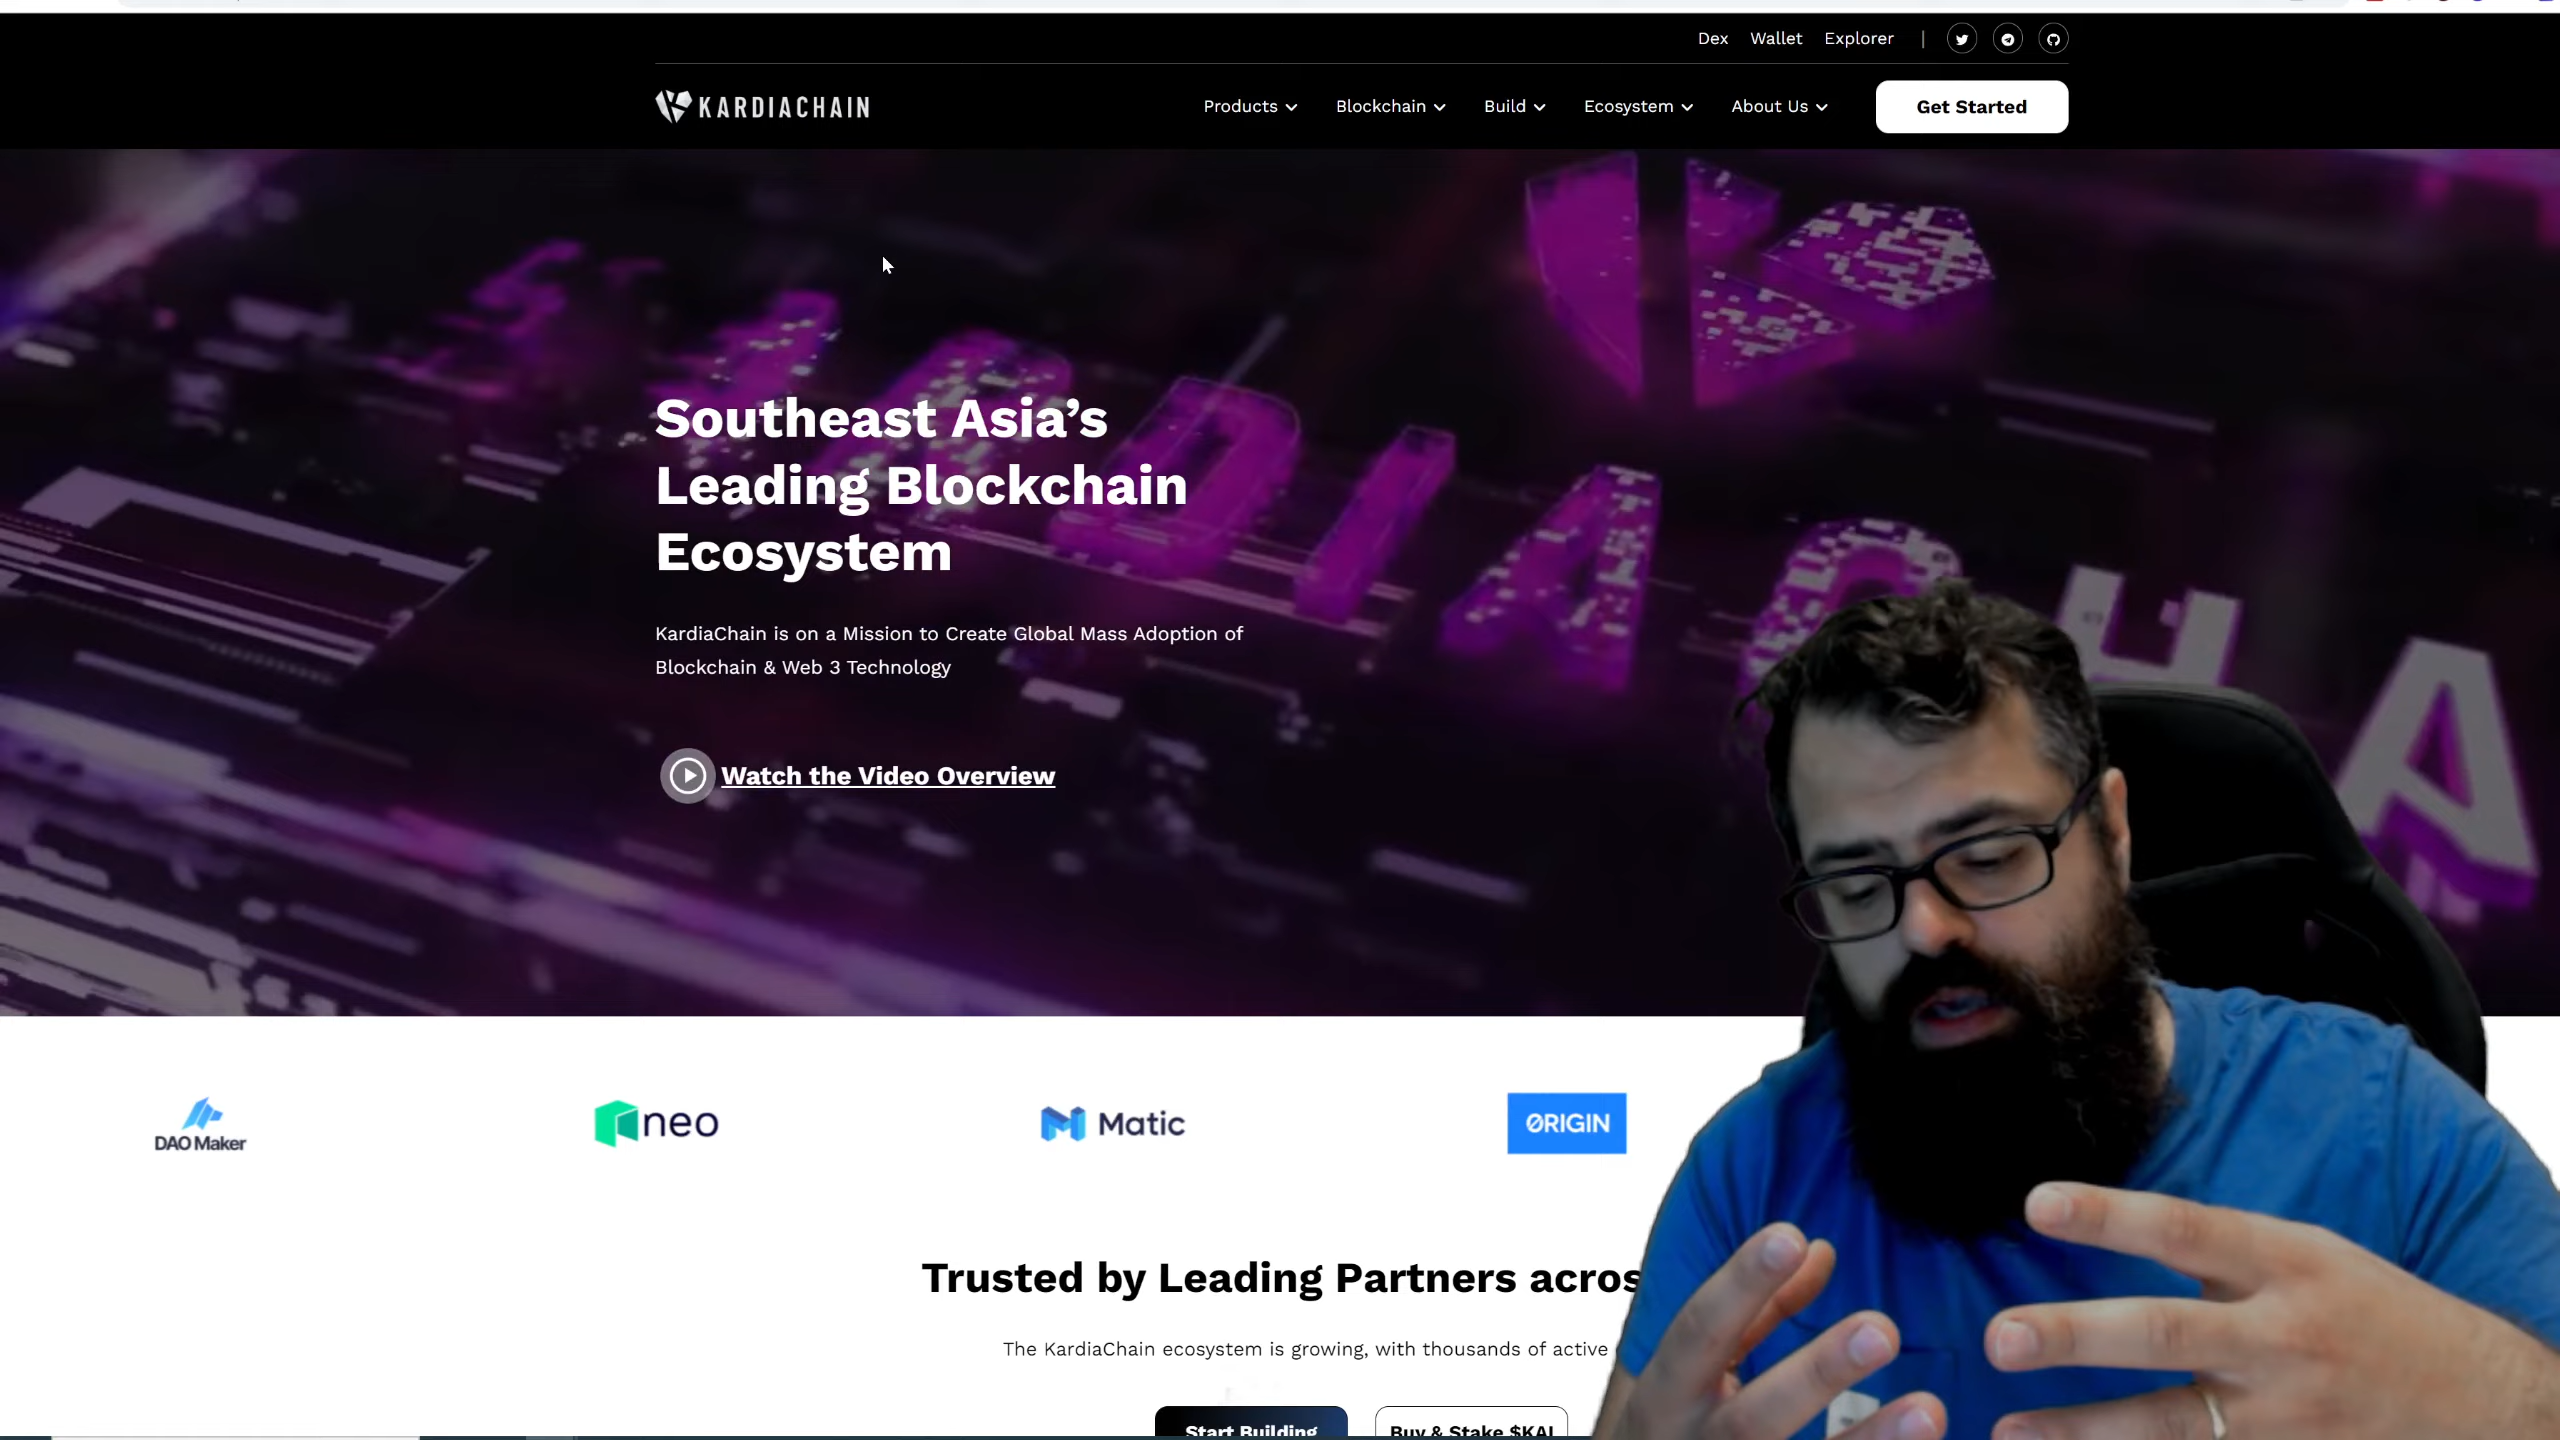 Dex Wallet Explorer |
KARDIACHAIN
Products Blockchain Build Ecosystem About Us Get Started
Southeast Asia’s
Leading Blockchain
Ecosystem
KardiaChain is on a Mission to Create Global Mass Adoption of
Blockchain & Web 3 Technology
Watch the Video Overview
DAO Maker neo Matic ORIGIN
Trusted by Leading Partners acros
The KardiaChain ecosystem is growing, with thousands of active
Start Building Buy & Stake $KAI